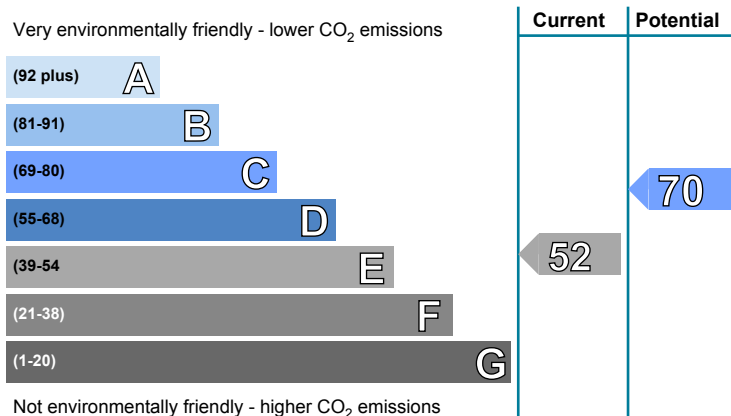 Very environmentally friendly - lower CO2 emissions
Current
Potential
(92 plus) A
(81-91) B
(69-80) C
70
(55-68) D
(39-54 E
52
(21-38) F
(1-20) G
Not environmentally friendly - higher CO2 emissions